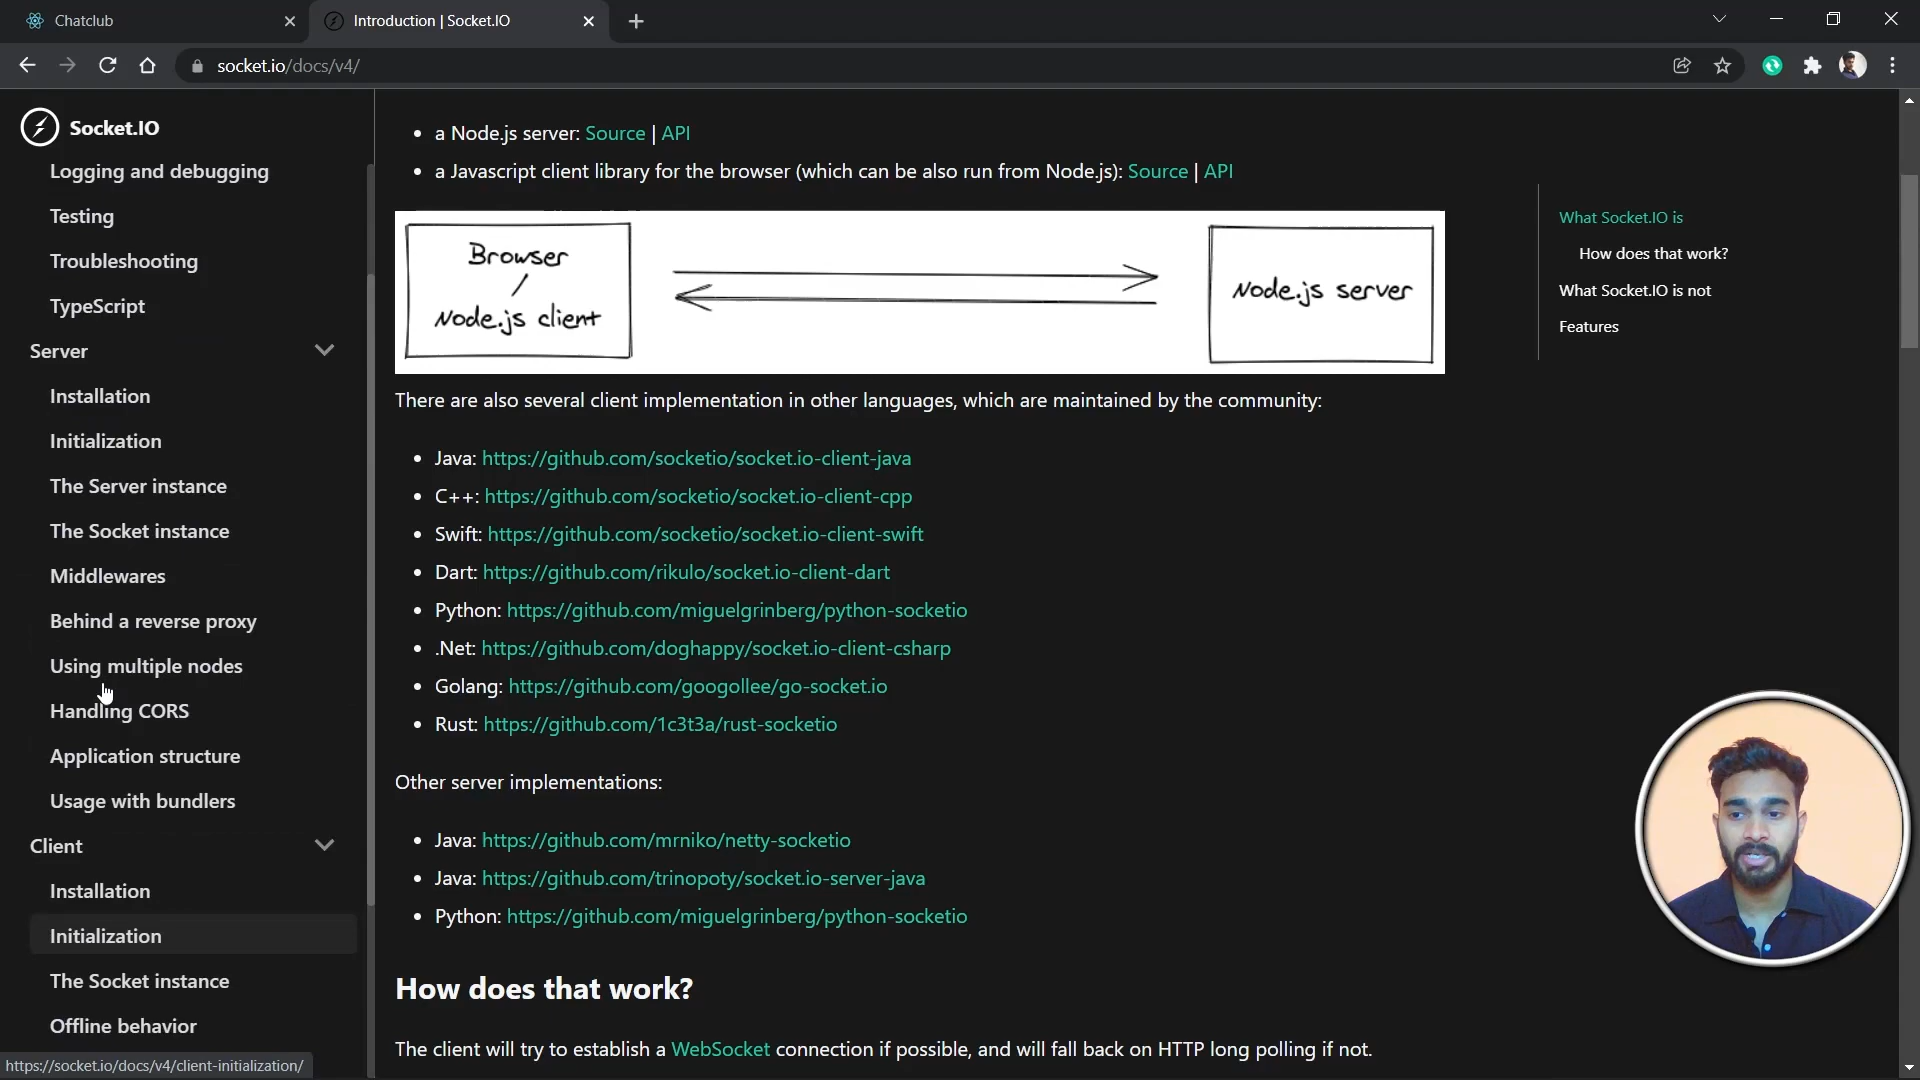 Chatclub
Introduction | Socket.IO
socket.io/docs/v4/
Socket.IO
Logging and debugging
Testing
Troubleshooting
TypeScript
Server
Installation
Initialization
The Server instance
The Socket instance
Middlewares
Behind a reverse proxy
Using multiple nodes
Handling CORS
Application structure
Usage with bundlers
Client
Installation
Initialization
The Socket instance
Offline behavior
https://socket.io/docs/v4/client-initialization/
a Node.js server: Source | API
a Javascript client library for the browser (which can be also run from Node.js): Source | API
Browser
/
Node.js client
Node.js server
There are also several client implementation in other languages, which are maintained by the community:
Java: https://github.com/socketio/socket.io-client-java
C++: https://github.com/socketio/socket.io-client-cpp
Swift: https://github.com/socketio/socket.io-client-swift
Dart: https://github.com/rikulo/socket.io-client-dart
Python: https://github.com/miguelgrinberg/python-socketio
.Net: https://github.com/doghappy/socket.io-client-csharp
Golang: https://github.com/googollee/go-socket.io
Rust: https://github.com/1c3t3a/rust-socketio
Other server implementations:
Java: https://github.com/mrniko/netty-socketio
Java: https://github.com/trinopoty/socket.io-server-java
Python: https://github.com/miguelgrinberg/python-socketio
How does that work?
The client will try to establish a WebSocket connection if possible, and will fall back on HTTP long polling if not.
What Socket.IO is
How does that work?
What Socket.IO is not
Features